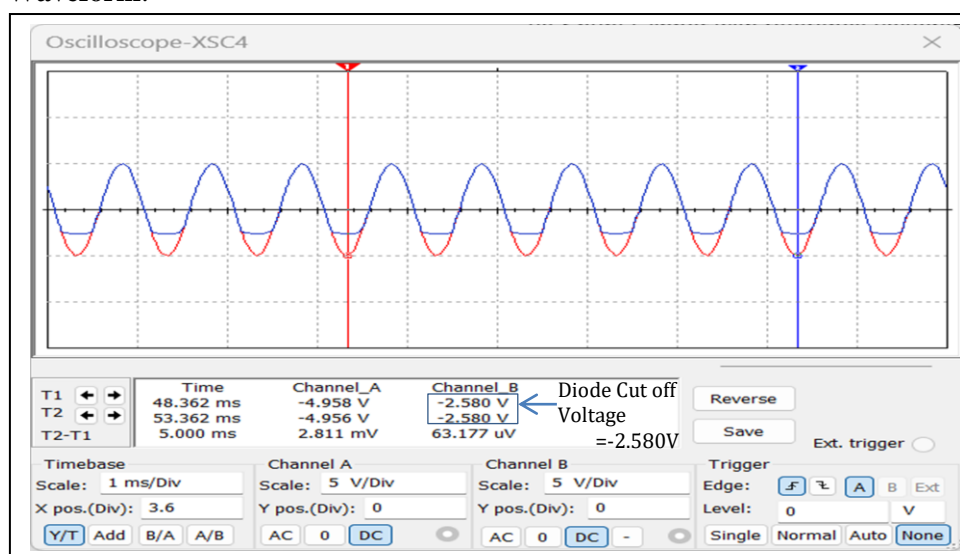 Oscilloscope-XSC4
1
2
Time Channel_A Channel_B
T1 48.362 ms -4.958 V -2.580 V
T2 53.362 ms -4.956 V -2.580 V
T2-T1 5.000 ms 2.811 mV 63.177 uV
Diode Cut off
Voltage
=-2.580V
Reverse
Save
Ext. trigger
Timebase
Scale: 1 ms/Div
X pos.(Div): 3.6
Y/T Add B/A A/B
Channel A
Scale: 5 V/Div
Y pos.(Div): 0
AC 0 DC
Channel B
Scale: 5 V/Div
Y pos.(Div): 0
AC 0 DC -
Trigger
Edge: A B Ext
Level: 0 V
Single Normal Auto None